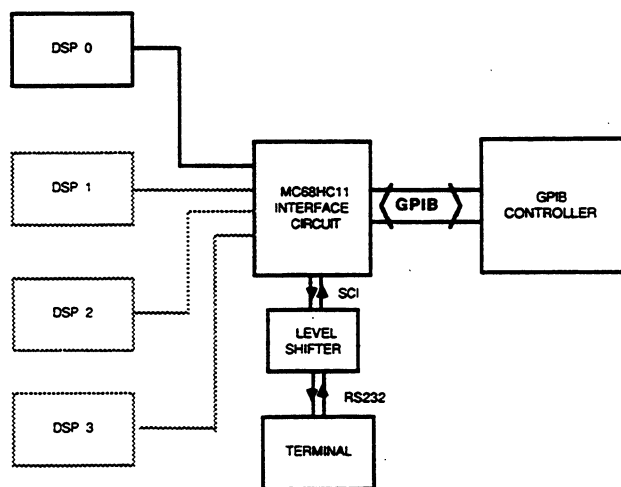 DSP 0
DSP 1
DSP 2
DSP 3
MC68HC11
INTERFACE
CIRCUIT
GPIB
GPIB
CONTROLLER
SCI
LEVEL
SHIFTER
RS232
TERMINAL